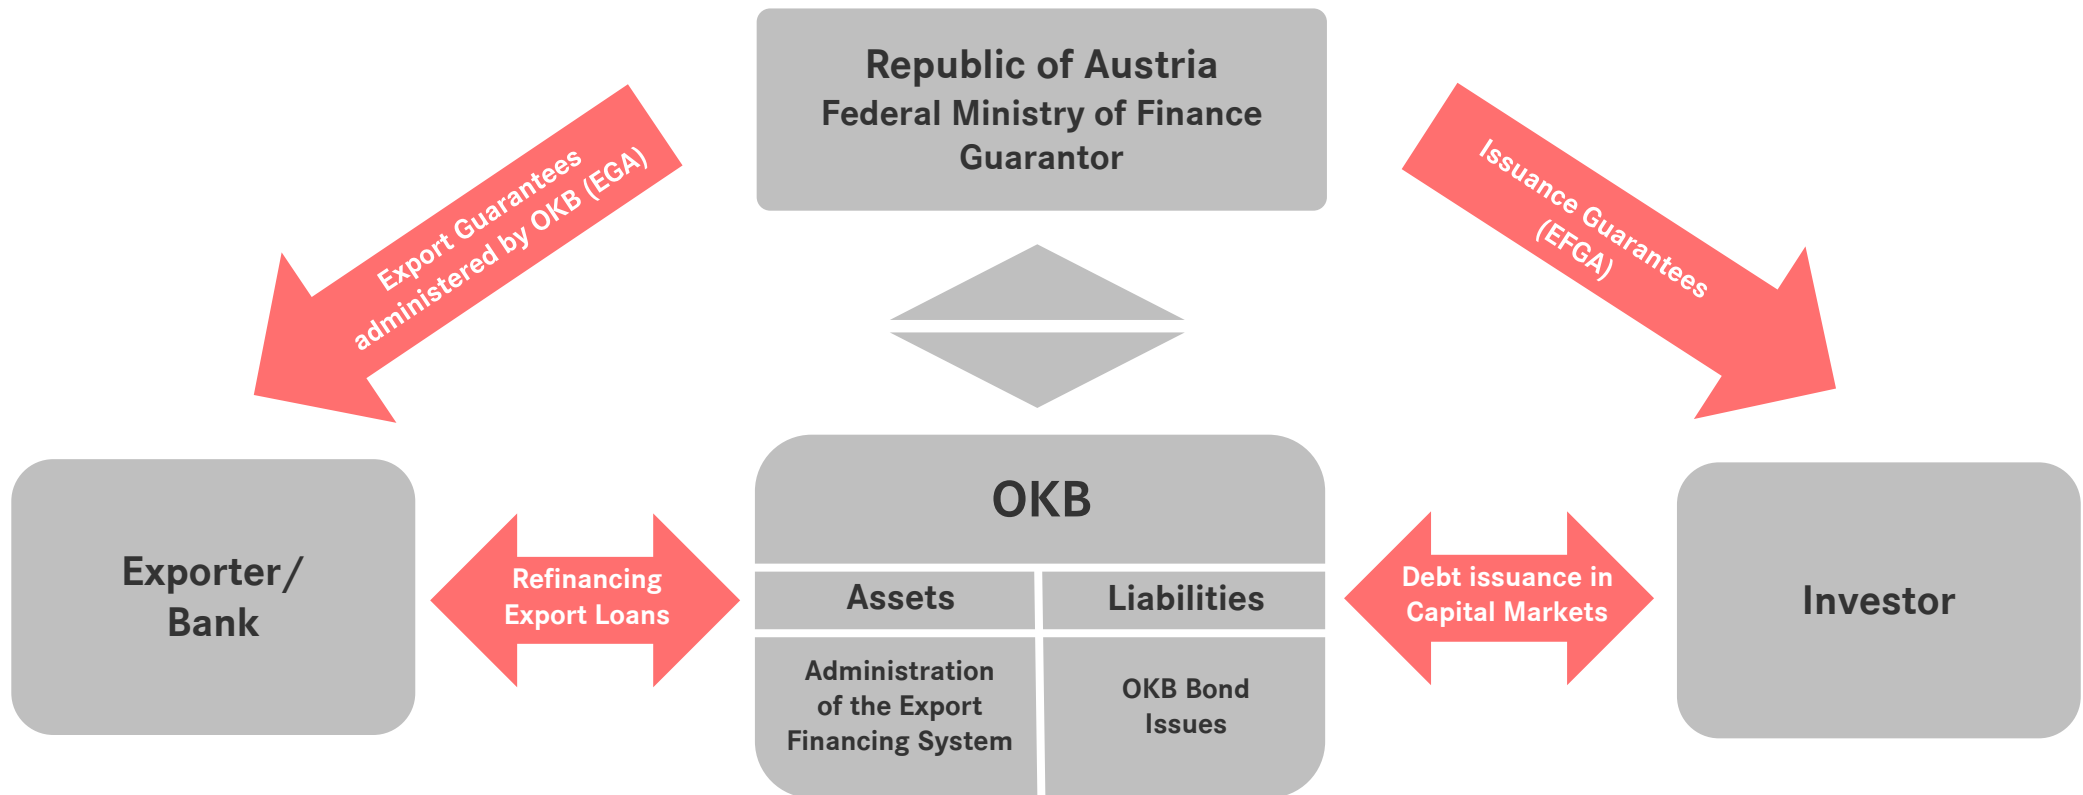 Republic of Austria
Federal Ministry of Finance
Guarantor
Export Guarantees
administered by OKB (EGA)
Issuance Guarantees
(EFGA)
Exporter/
Bank
Refinancing
Export Loans
OKB
Assets
Liabilities
Administration
of the Export
Financing System
OKB Bond
Issues
Debt issuance in
Capital Markets
Investor